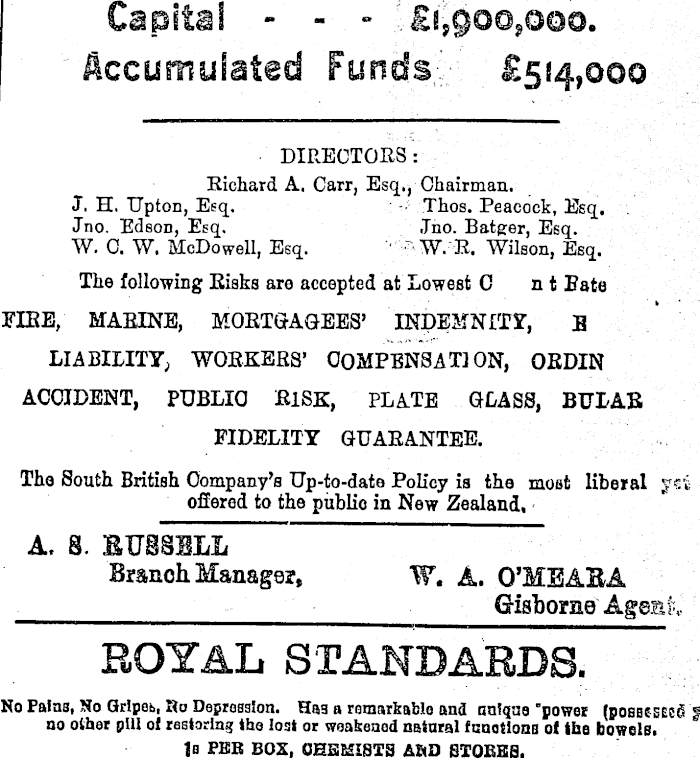 Capital - - - £1,900,000.
Accumulated Funds £514,000
DIRECTORS:
Richard A. Carr, Esq., Chairman.
J. H. Upton, Esq. Thos. Peacock, Esq.
Jno. Edson, Esq. Jno. Batger, Esq.
W. C. W. McDowell, Esq. W. R. Wilson, Esq.
The following Risks are accepted at Lowest C n t Rate
FIRE, MARINE, MORTGAGEES' INDEMNITY, E
LIABILITY, WORKERS' COMPENSATION, ORDIN
ACCIDENT, PUBLIC RISK, PLATE GLASS, BULAR
FIDELITY GUARANTEE.
The South British Company's Up-to-date Policy is the most liberal yet
offered to the public in New Zealand.
A. S. RUSSELL
Branch Manager,
W. A. O'MEARA
Gisborne Agent.
ROYAL STANDARDS.
No Pains, No Gripes, No Depression. Has a remarkable and unique "power (possessed
no other pill of restoring the lost or weakened natural functions of the bowels.
1s PER BOX, CHEMISTS AND STORES.